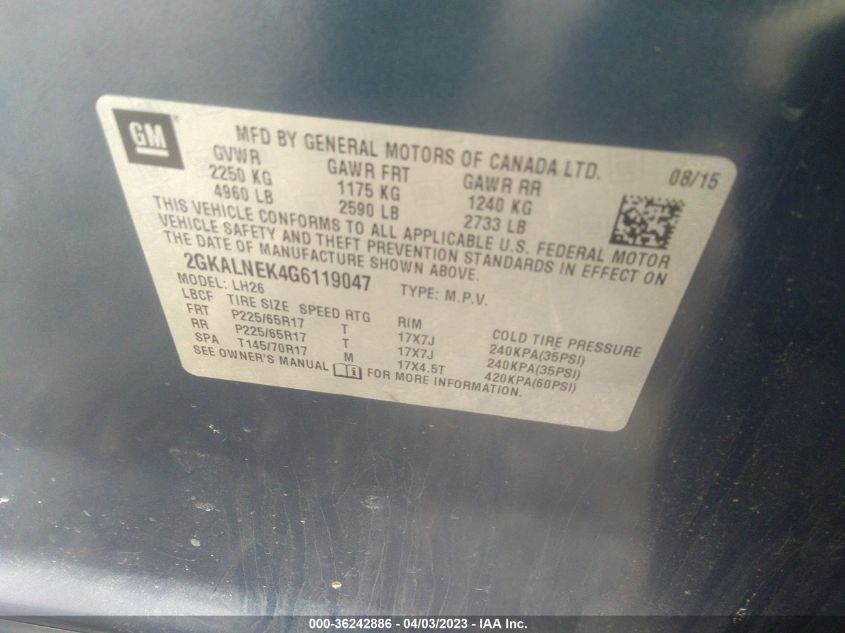 GM
MFD BY GENERAL MOTORS OF CANADA LTD. 08/15
GVWR GAWR FRT GAWR RR
2250 KG 1175 KG 1240 KG
4960 LB 2590 LB 2733 LB
THIS VEHICLE CONFORMS TO ALL APPLICABLE U.S. FEDERAL MOTOR
VEHICLE SAFETY AND THEFT PREVENTION STANDARDS IN EFFECT ON
THE DATE OF MANUFACTURE SHOWN ABOVE.
2GKALNEK4G6119047 TYPE: M.P.V.
MODEL: LH26
LBCF TIRE SIZE SPEED RTG RIM COLD TIRE PRESSURE
FRT P225/65R17 T 17X7J 240KPA(35PSI)
RR P225/65R17 T 17X7J 240KPA(35PSI)
SPA T145/70R17 M 17X4.5T 420KPA(60PSI)
SEE OWNER'S MANUAL FOR MORE INFORMATION.
000-36242886 - 04/03/2023 - IAA Inc.